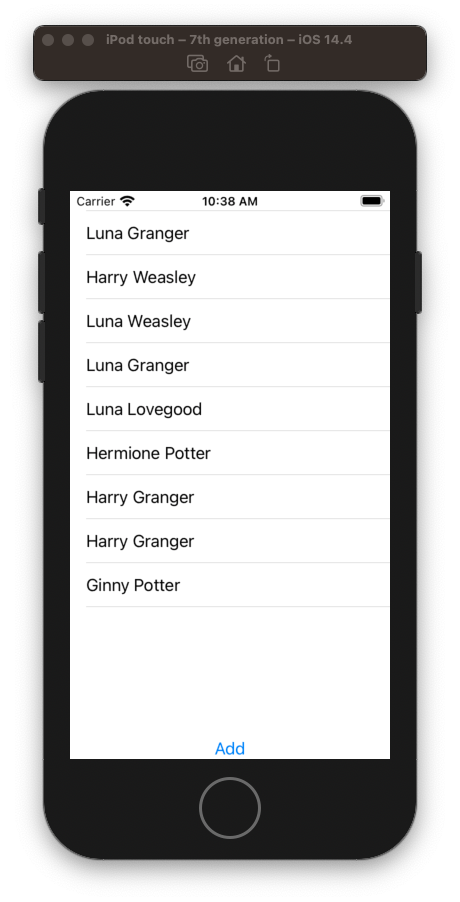 iPod touch – 7th generation – iOS 14.4
Carrier 10:38 AM
Luna Granger
Harry Weasley
Luna Weasley
Luna Granger
Luna Lovegood
Hermione Potter
Harry Granger
Harry Granger
Ginny Potter
Add